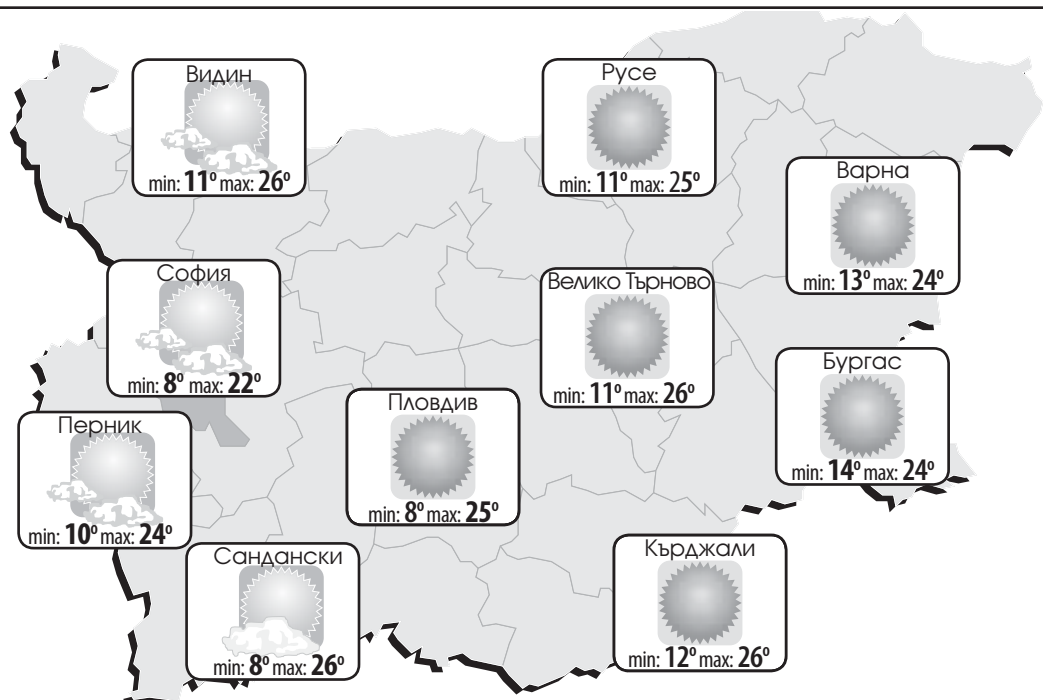 Видин
min: 11° max: 26°
Русе
min: 11° max: 25°
Варна
min: 13° max: 24°
София
min: 8° max: 22°
Велико Търново
min: 11° max: 26°
Бургас
min: 14° max: 24°
Пловдив
min: 8° max: 25°
Перник
min: 10° max: 24°
Сандански
min: 8° max: 26°
Кърджали
min: 12° max: 26°